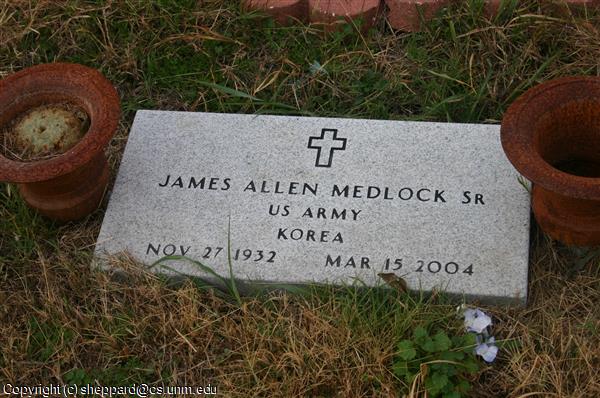 JAMES ALLEN MEDLOCK SR
US ARMY
KOREA
NOV 27 1932 MAR 15 2004
Copyright (c) sheppard@cs.unm.edu